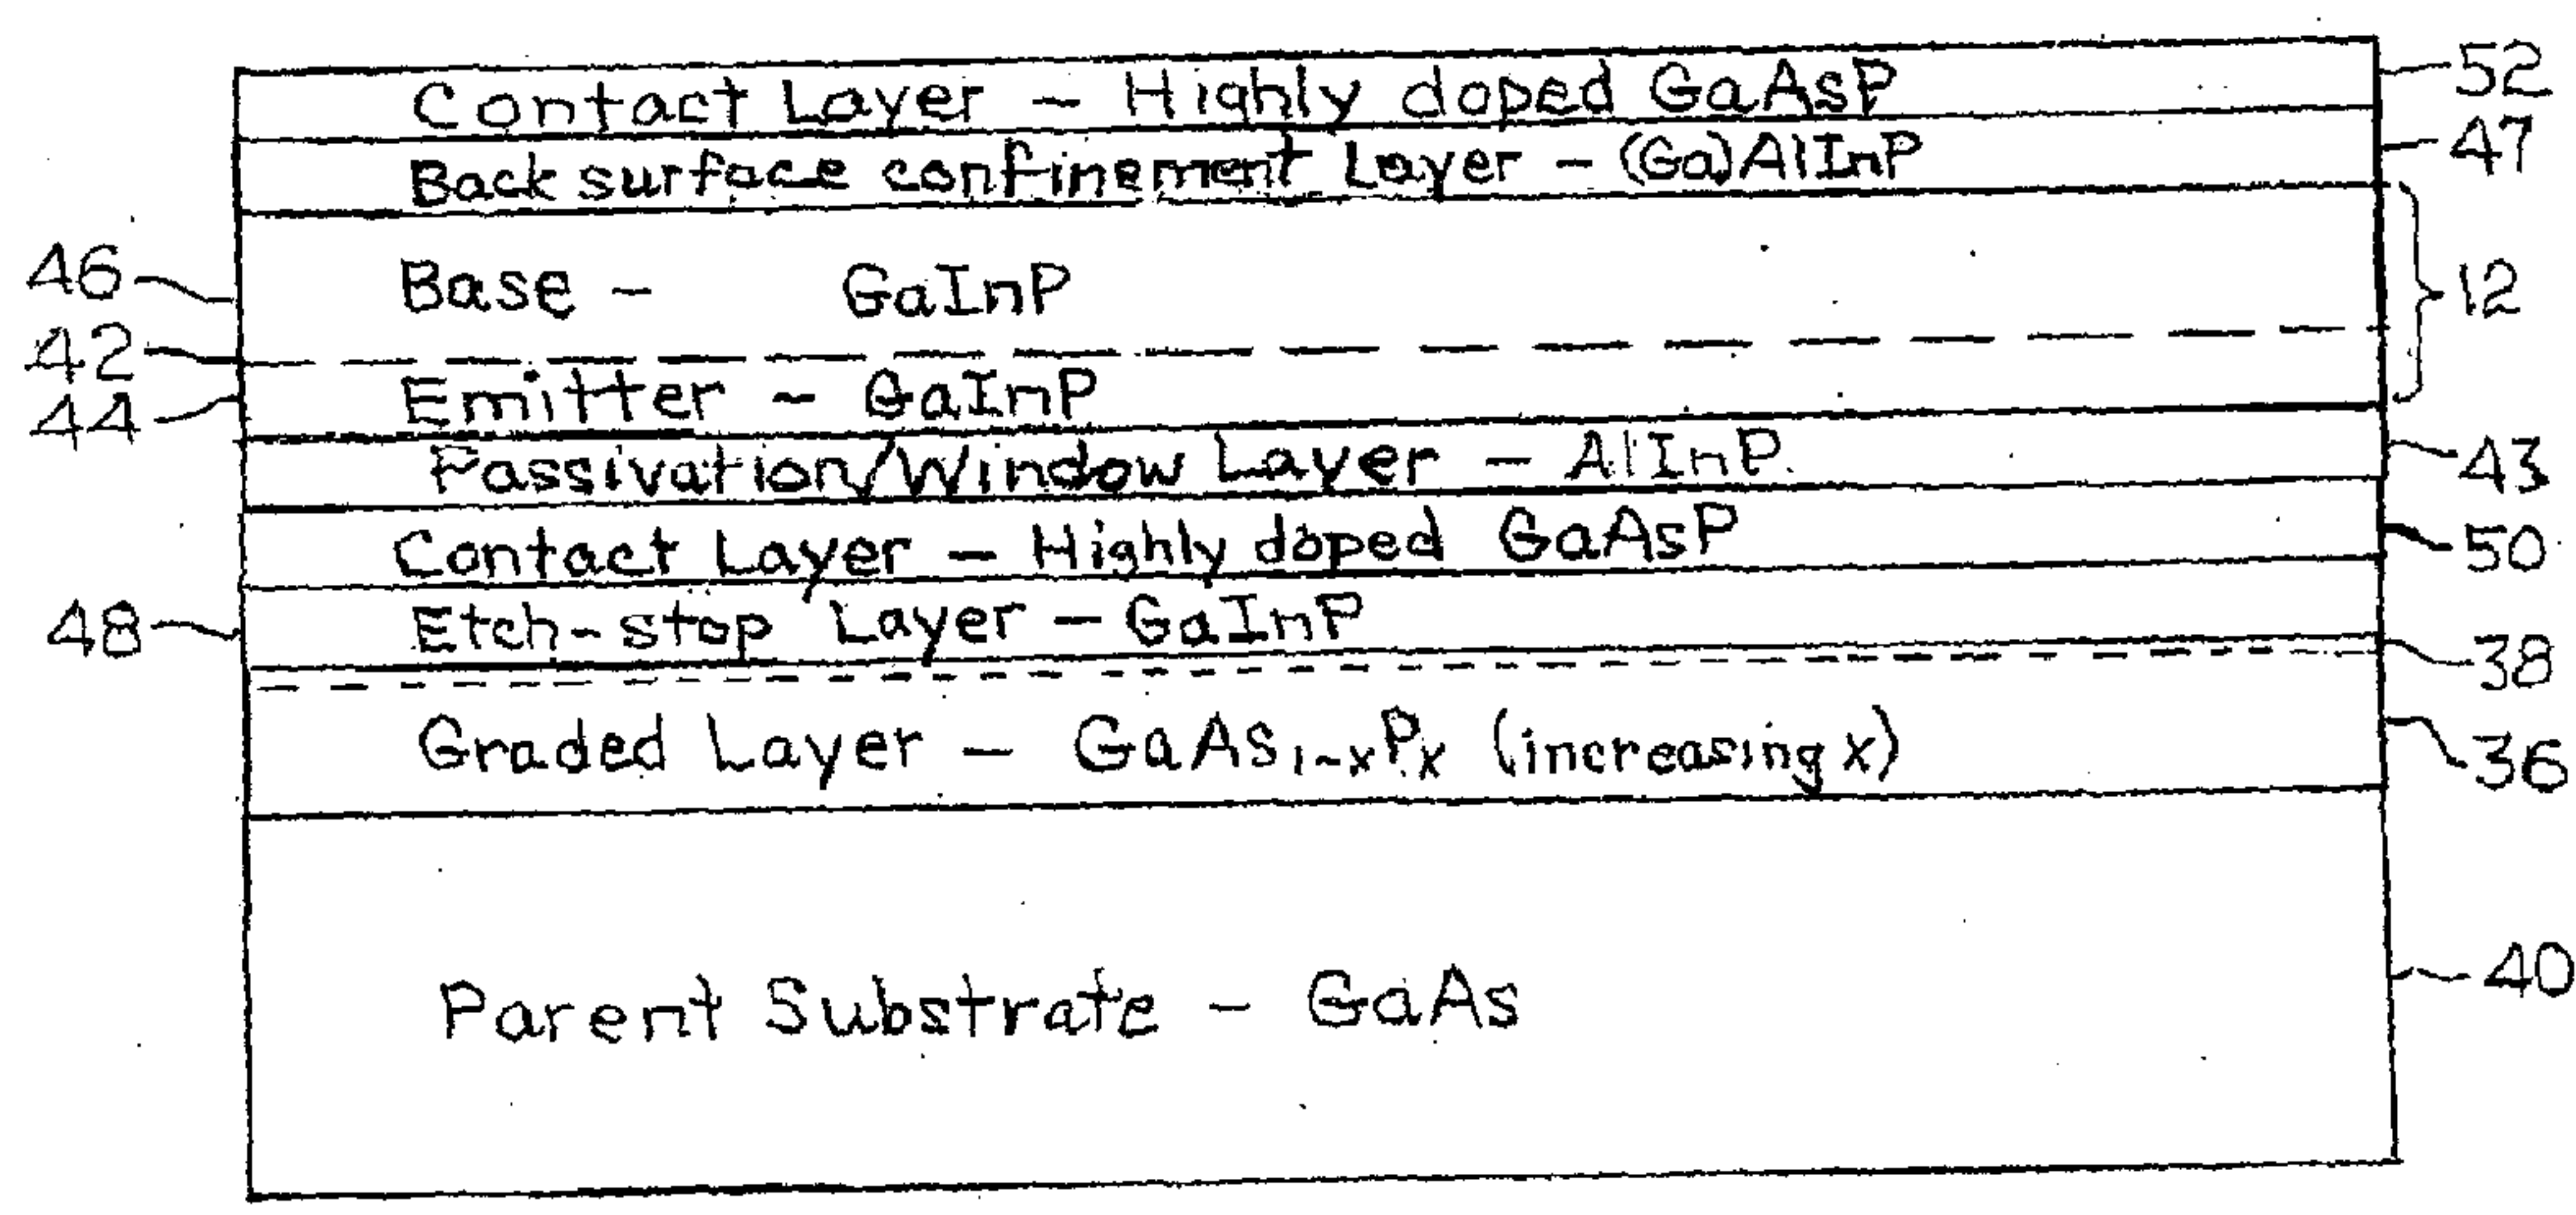 Contact Layer - Highly doped GaAsP 52
Back surface confinement Layer - (Ga)AlInP 47
46 Base - GaInP 12
42
44 Emitter - GaInP
Passivation/Window Layer - AlInP 43
Contact Layer - Highly doped GaAsP 50
48 Etch-stop Layer - GaInP
38
Graded Layer - GaAs₁₋ₓPₓ (increasing x) 36
Parent Substrate - GaAs 40